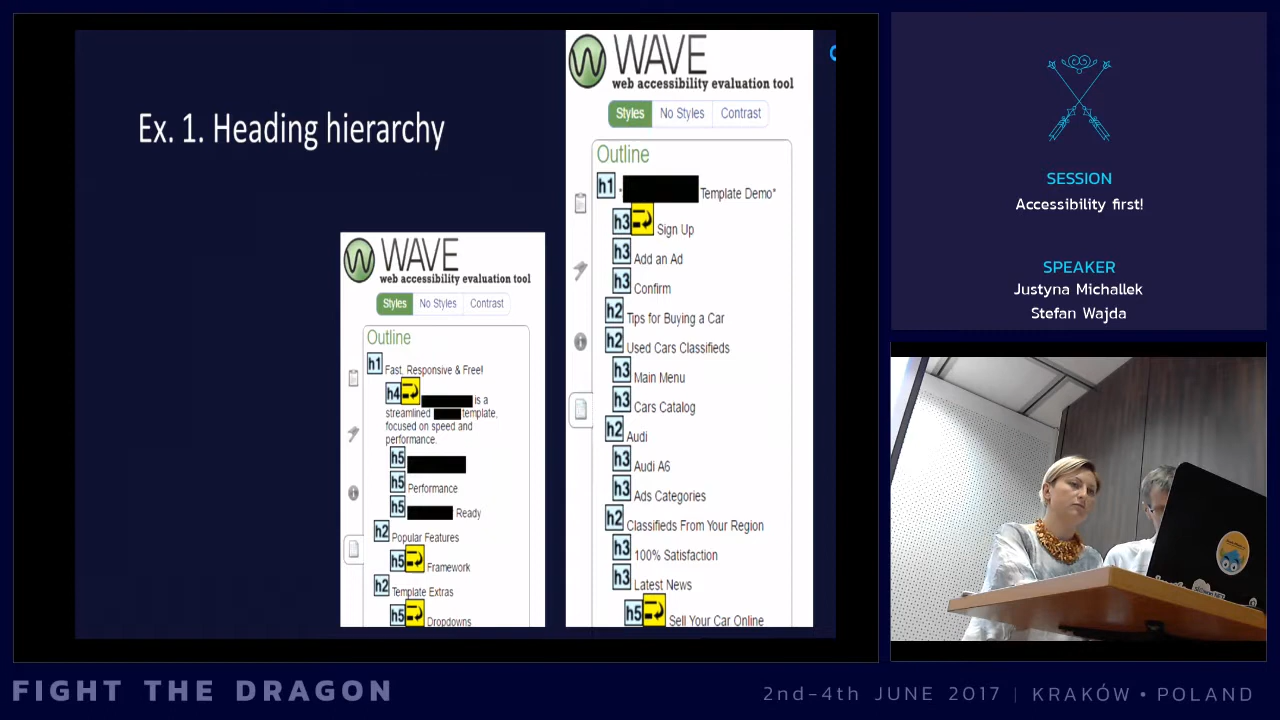 Ex. 1. Heading hierarchy
WAVE
web accessibility evaluation tool
Styles No Styles Contrast
Outline
h1 Fast, Responsive & Free!
h4 is a
streamlined template,
focused on speed and
performance.
h5
h5 Performance
h5 Ready
h2 Popular Features
h5 Framework
h2 Template Extras
h5 Dropdowns
WAVE
web accessibility evaluation tool
Styles No Styles Contrast
Outline
h1 " Template Demo"
h3 Sign Up
h3 Add an Ad
h3 Confirm
h2 Tips for Buying a Car
h2 Used Cars Classifieds
h3 Main Menu
h3 Cars Catalog
h2 Audi
h3 Audi A6
h3 Ads Categories
h2 Classifieds From Your Region
h3 100% Satisfaction
h3 Latest News
h5 Sell Your Car Online
SESSION
Accessibility first!
SPEAKER
Justyna Michallek
Stefan Wajda
FIGHT THE DRAGON
2nd-4th JUNE 2017 | KRAKÓW • POLAND